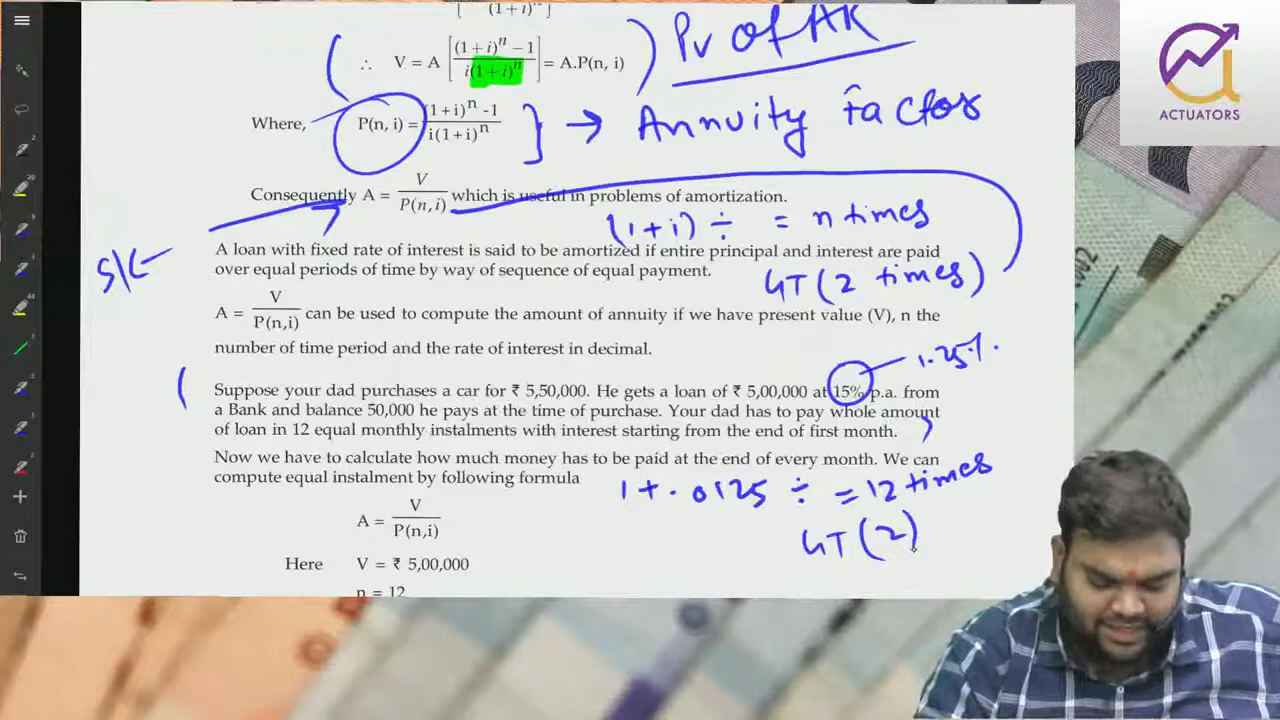 (1 + i)
V = A [ (1 + i)^n − 1 / i(1 + i)^n ] = A.P(n, i)
Pv of AR
ACTUATORS
Where, P(n, i) = (1 + i)^n -1 / i(1 + i)^n → Annuity factor
Consequently A = V / P(n,i) which is useful in problems of amortization.
(1+i) ÷ = n times
S/C
A loan with fixed rate of interest is said to be amortized if entire principal and interest are paid
over equal periods of time by way of sequence of equal payment.
GT (2 times)
A = V / P(n,i) can be used to compute the amount of annuity if we have present value (V), n the
number of time period and the rate of interest in decimal.
1.25%.
Suppose your dad purchases a car for ₹ 5,50,000. He gets a loan of ₹ 5,00,000 at 15% p.a. from
a Bank and balance 50,000 he pays at the time of purchase. Your dad has to pay whole amount
of loan in 12 equal monthly instalments with interest starting from the end of first month.
Now we have to calculate how much money has to be paid at the end of every month. We can
compute equal instalment by following formula
1 + .0125 ÷ = 12 times
A = V / P(n,i)
GT (2)
Here V = ₹ 5,00,000
n = 12